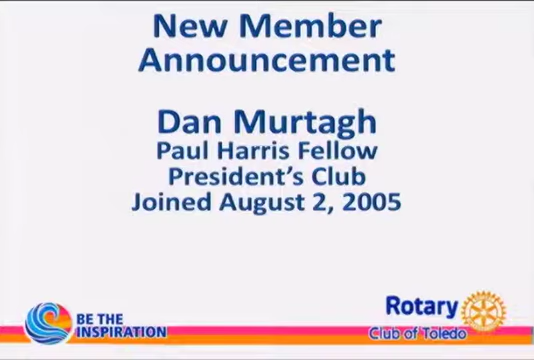 New Member
Announcement
Dan Murtagh
Paul Harris Fellow
President's Club
Joined August 2, 2005
BE THE
INSPIRATION
Rotary
Club of Toledo